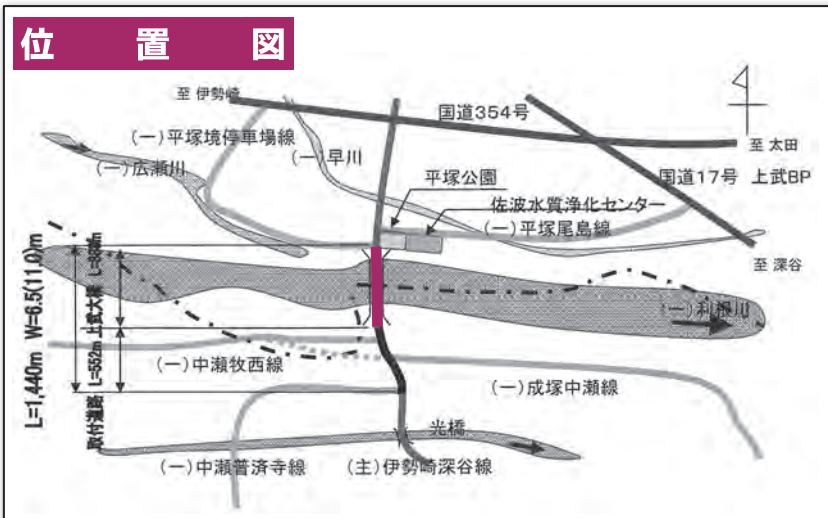 位 置 図
至 伊勢崎
国道354号
(一)平塚境停車場線
(一)早川
至 太田
(一)広瀬川
平塚公園
国道17号 上武BP
佐波水質浄化センター
(一)平塚尾島線
至 深谷
(一)利根川
L=1,440m W=6.5(11.0)m
上武大橋
取付道路 L=552m
(一)中瀬牧西線
(一)成塚中瀬線
光橋
(一)中瀬普済寺線
(主)伊勢崎深谷線